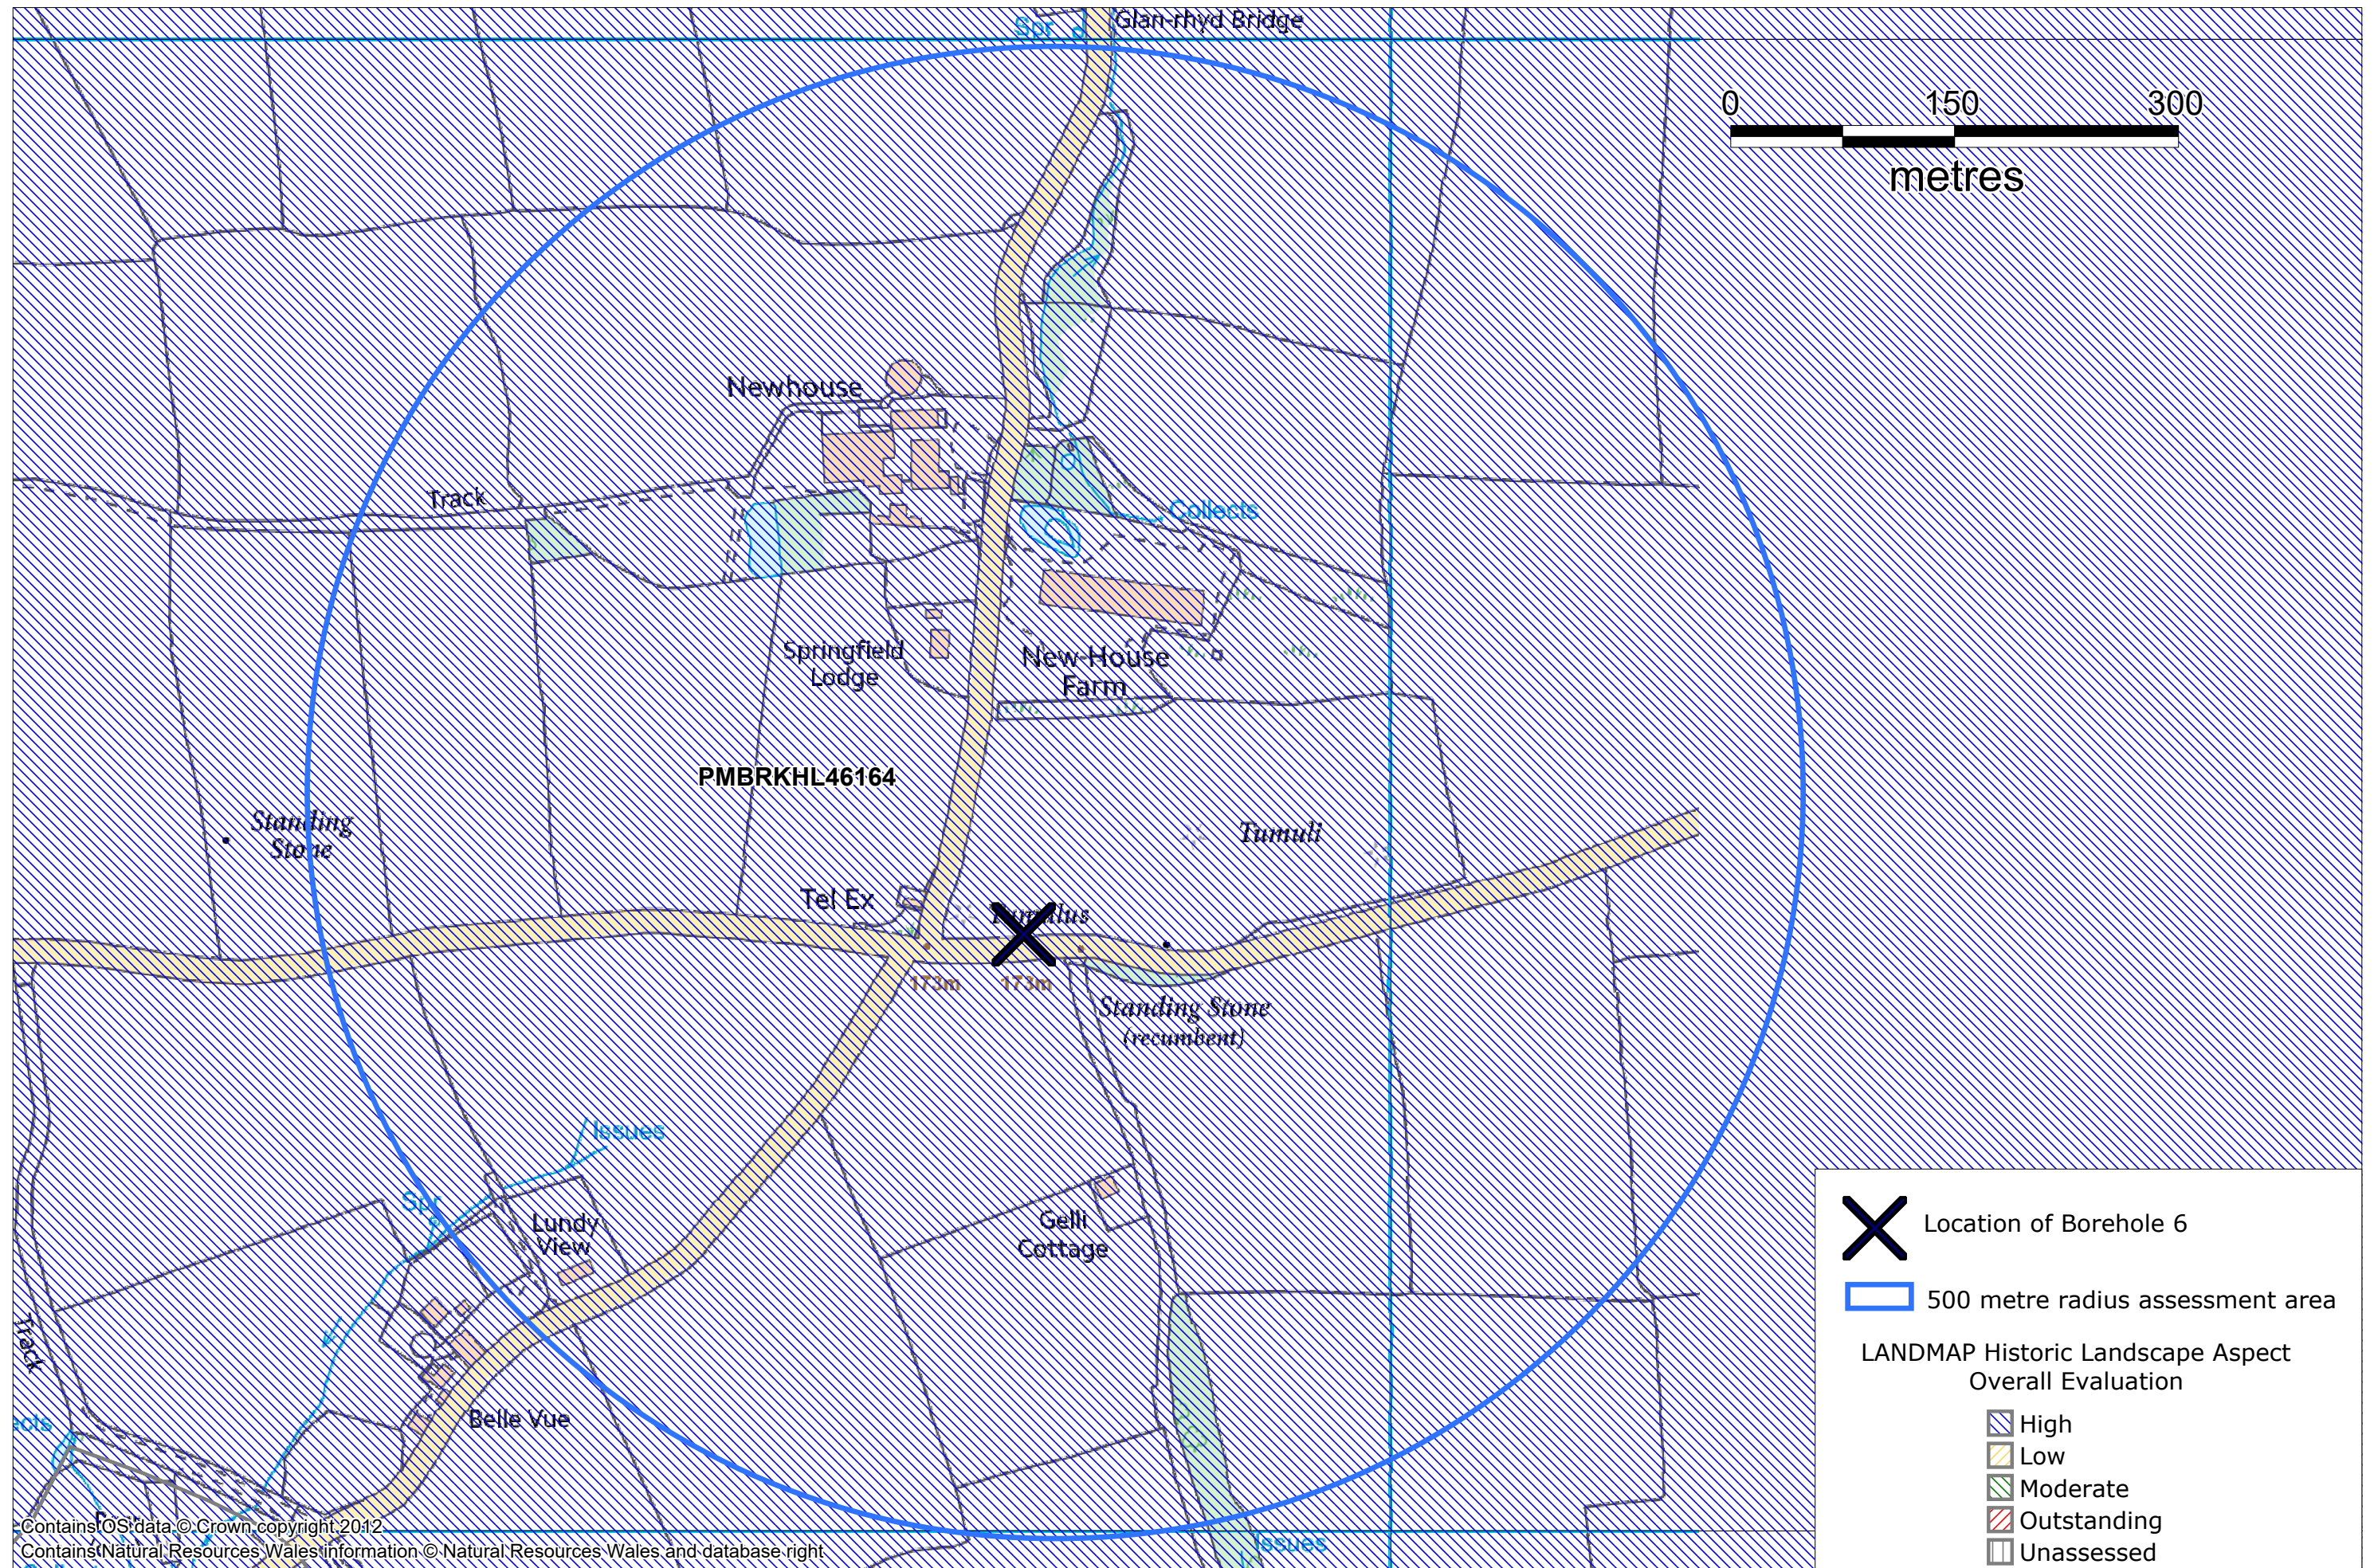 Spr
Glan-rhyd Bridge
0 150 300
metres
Newhouse
Track
Collects
Springfield
Lodge
New House
Farm
PMBRKHL46164
Standing
Stone
Tumuli
Tel Ex
Tumulus
173m 173m
Standing Stone
(recumbent)
Issues
Spr
Lundy
View
Gelli
Cottage
Track
Belle Vue
Issues
Location of Borehole 6
500 metre radius assessment area
LANDMAP Historic Landscape Aspect
Overall Evaluation
High
Low
Moderate
Outstanding
Unassessed
Contains OS data © Crown copyright 2012
Contains Natural Resources Wales information © Natural Resources Wales and database right